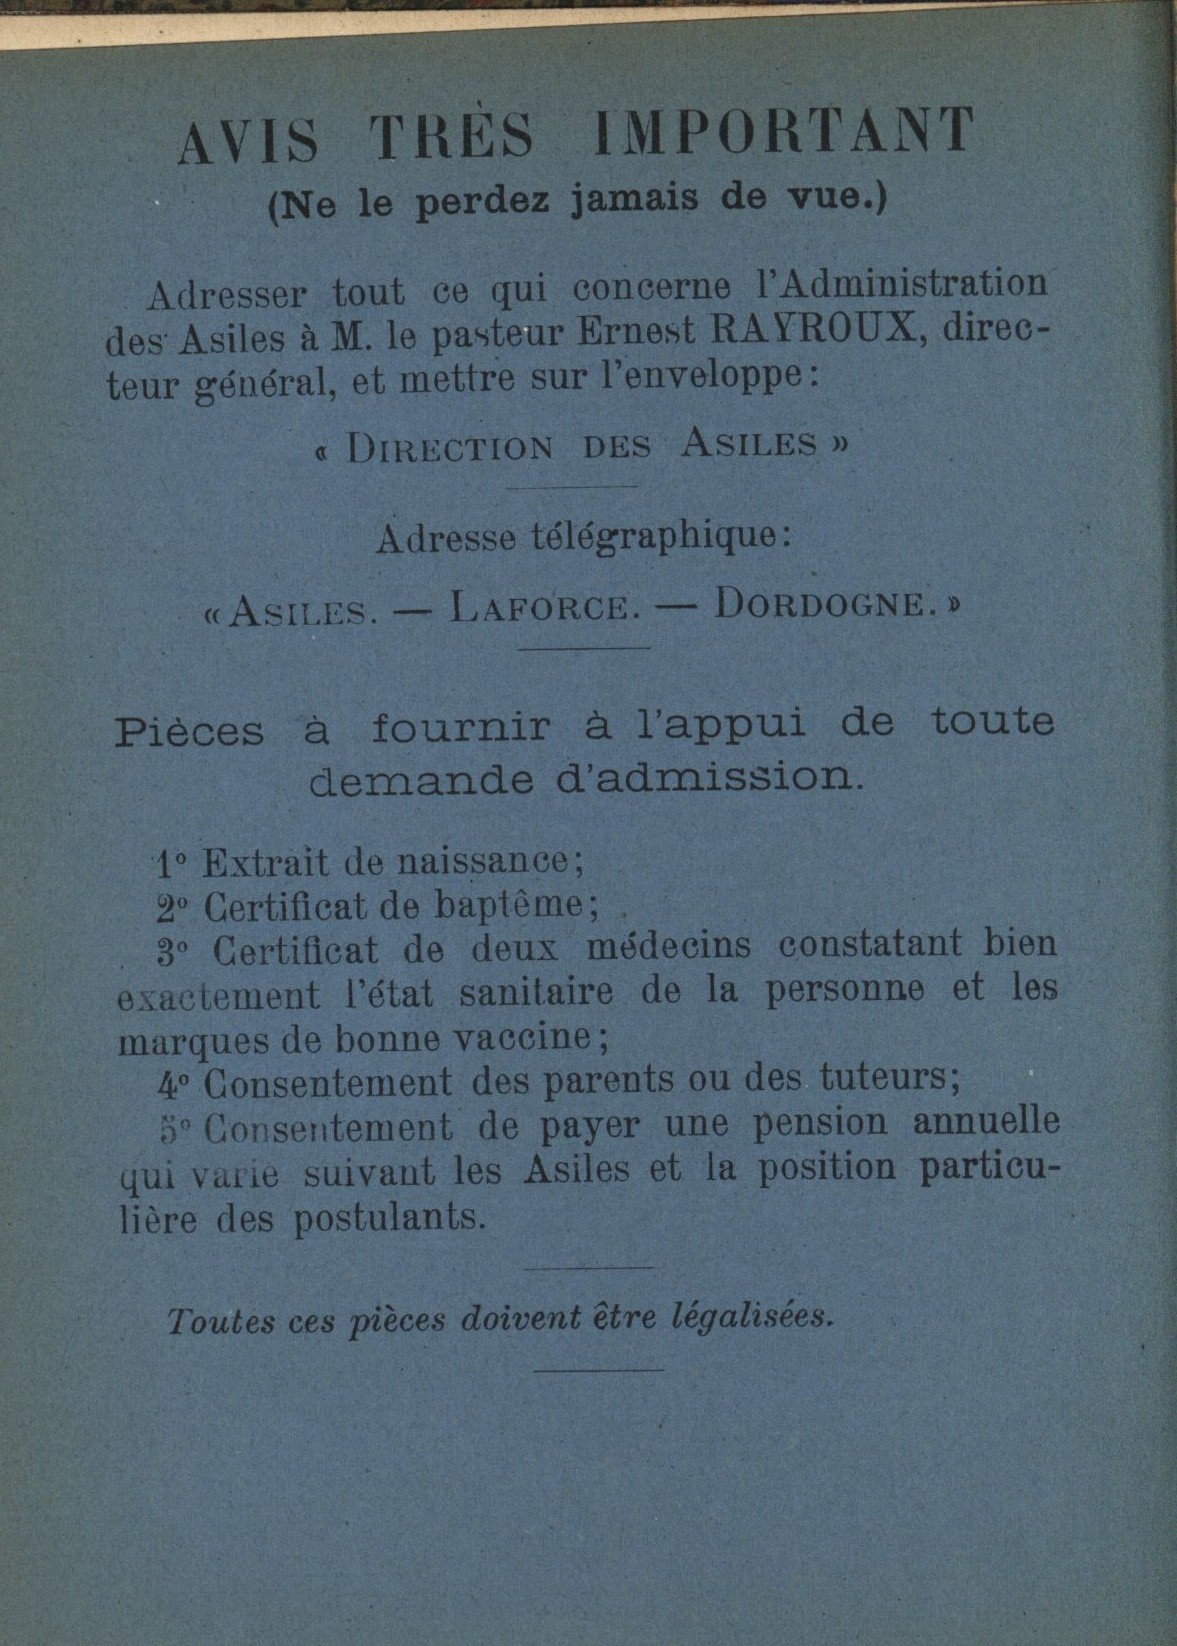 AVIS TRÈS IMPORTANT
(Ne le perdez jamais de vue.)
Adresser tout ce qui concerne l'Administration
des Asiles à M. le pasteur Ernest RAYROUX, direc-
teur général, et mettre sur l'enveloppe:
« DIRECTION DES ASILES »
Adresse télégraphique:
« ASILES. — LAFORCE. — DORDOGNE. »
Pièces à fournir à l'appui de toute
demande d'admission.
1º Extrait de naissance;
2º Certificat de baptême;
3º Certificat de deux médecins constatant bien
exactement l'état sanitaire de la personne et les
marques de bonne vaccine;
4º Consentement des parents ou des tuteurs;
5º Consentement de payer une pension annuelle
qui varie suivant les Asiles et la position particu-
lière des postulants.
Toutes ces pièces doivent être légalisées.